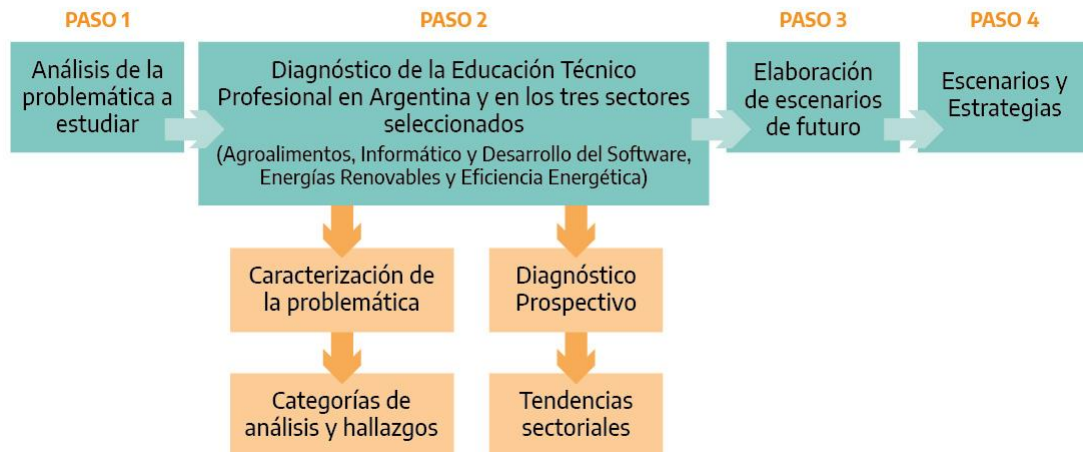 PASO 1
Análisis de la
problemática a
estudiar
PASO 2
Diagnóstico de la Educación Técnico
Profesional en Argentina y en los tres sectores
seleccionados
(Agroalimentos, Informático y Desarrollo del Software,
Energías Renovables y Eficiencia Energética)
Caracterización de
la problemática
Categorías de
análisis y hallazgos
Diagnóstico
Prospectivo
Tendencias
sectoriales
PASO 3
Elaboración
de escenarios
de futuro
PASO 4
Escenarios y
Estrategias